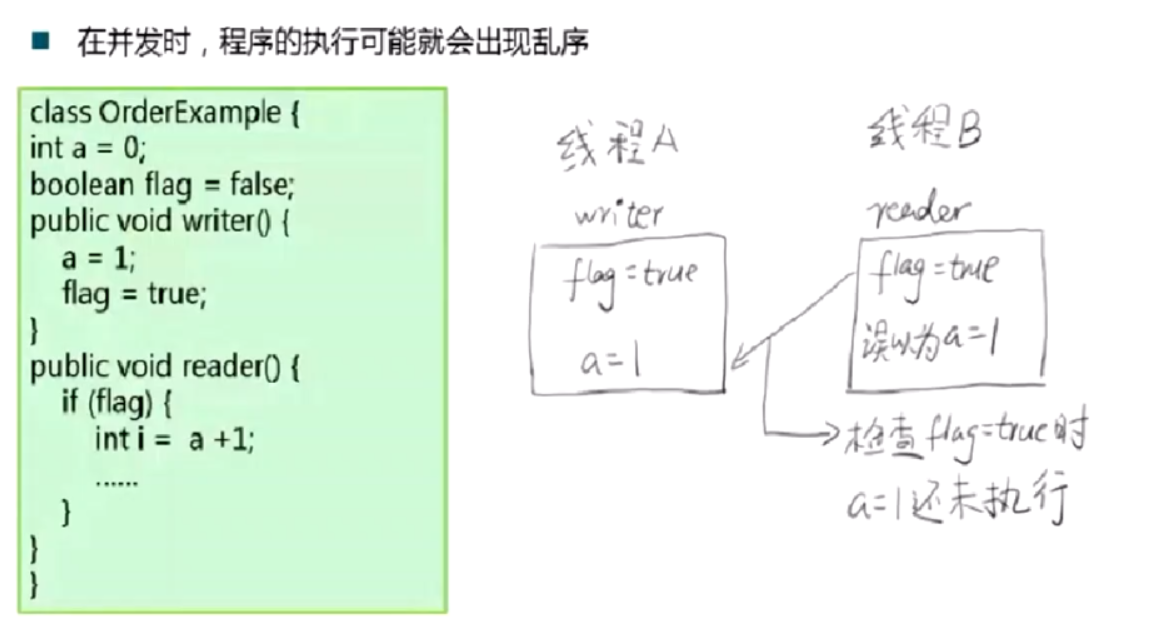 在并发时，程序的执行可能就会出现乱序
class OrderExample {
int a = 0;
boolean flag = false;
public void writer() {
a = 1;
flag = true;
}
public void reader() {
if (flag) {
int i =  a +1;
......
}
}
}
线程A
writer
flag=true
a=1
线程B
reader
flag=true
误以为a=1
检查flag=true时
a=1还未执行